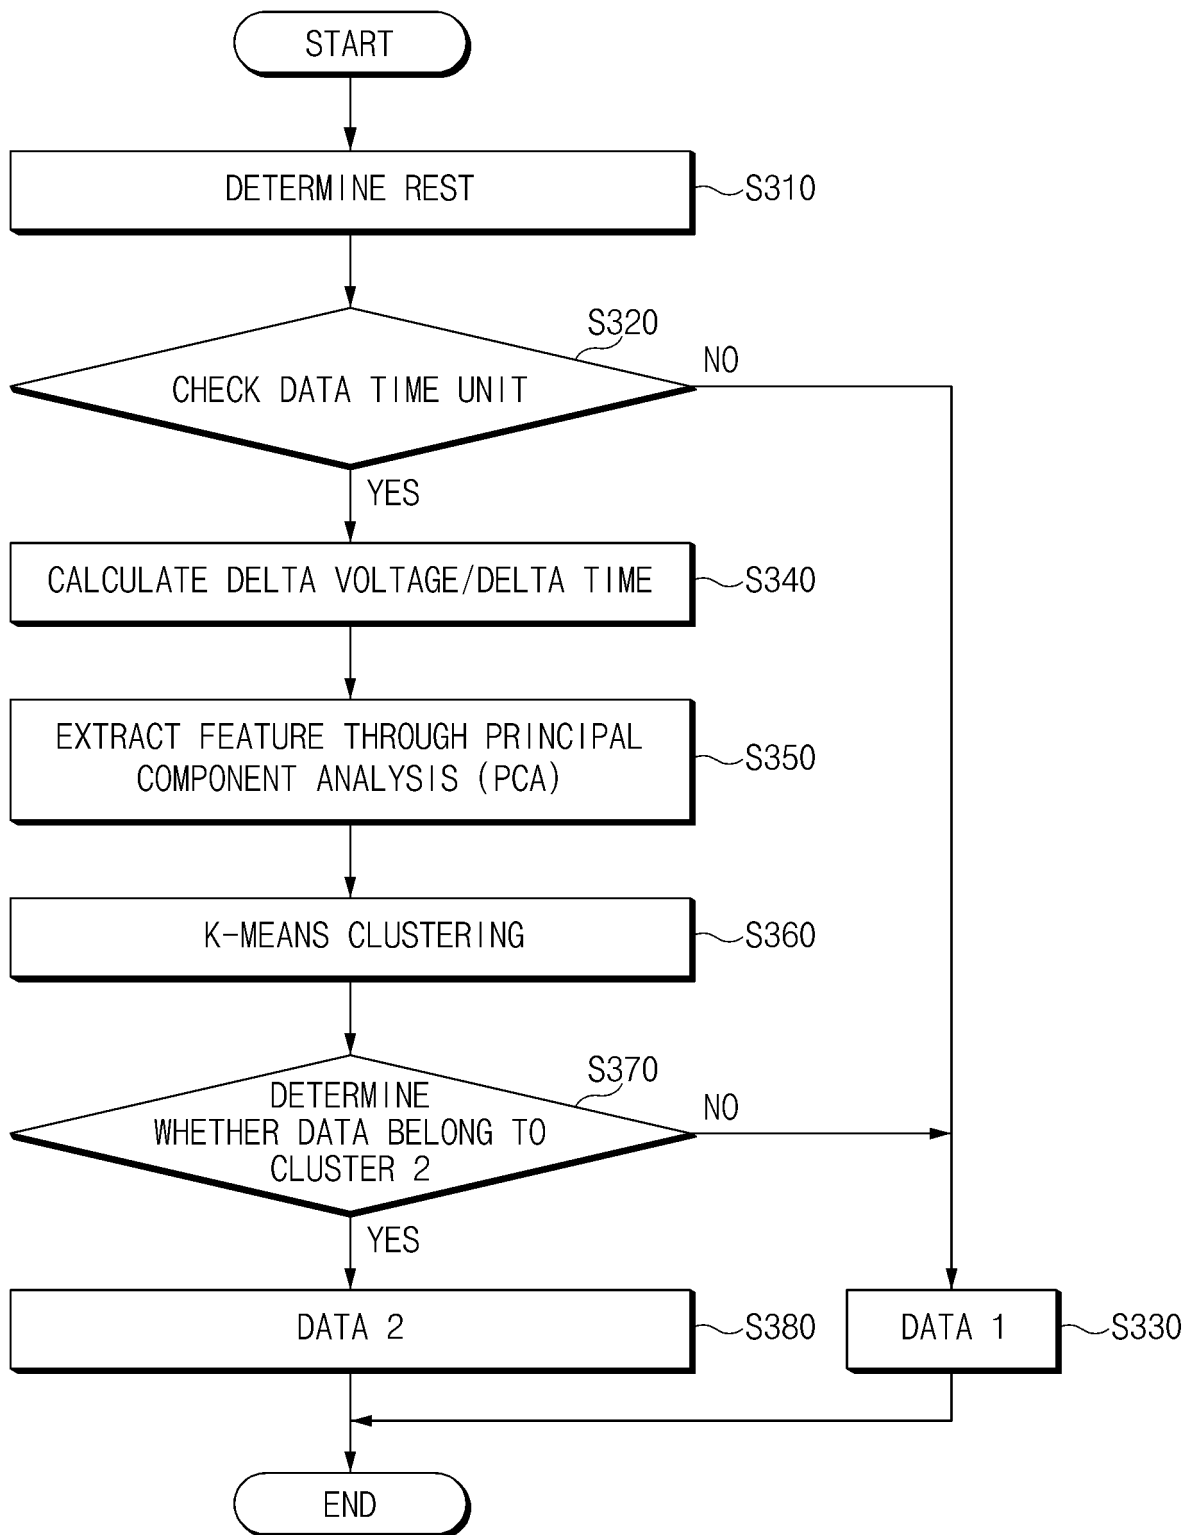 START
DETERMINE REST
S310
S320
CHECK DATA TIME UNIT
NO
YES
CALCULATE DELTA VOLTAGE/DELTA TIME
S340
EXTRACT FEATURE THROUGH PRINCIPAL
COMPONENT ANALYSIS (PCA)
S350
K-MEANS CLUSTERING
S360
S370
DETERMINE
WHETHER DATA BELONG TO
CLUSTER 2
NO
YES
DATA 2
S380
DATA 1
S330
END